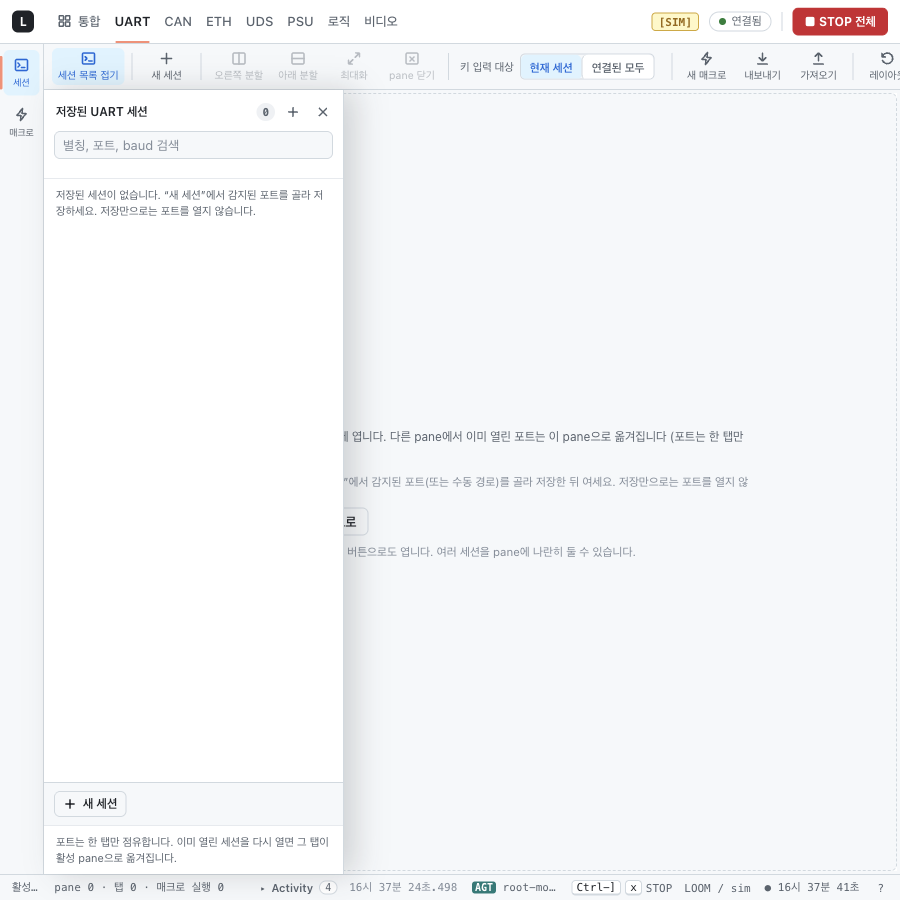 L 통합 UART CAN ETH UDS PSU 로직 비디오 [SIM] 연결됨 STOP 전체
세션 목록 접기 새 세션 오른쪽 분할 아래 분할 최대화 pane 닫기 키 입력 대상 현재 세션 연결된 모두 새 매크로 내보내기 가져오기 레이아웃
세션
매크로
저장된 UART 세션 0
별칭, 포트, baud 검색
저장된 세션이 없습니다. “새 세션”에서 감지된 포트를 골라 저
장하세요. 저장만으로는 포트를 열지 않습니다.
엽니다. 다른 pane에서 이미 열린 포트는 이 pane으로 옮겨집니다 (포트는 한 탭만
”에서 감지된 포트(또는 수동 경로)를 골라 저장한 뒤 여세요. 저장만으로는 포트를 열지 않
로
버튼으로도 엽니다. 여러 세션을 pane에 나란히 둘 수 있습니다.
새 세션
포트는 한 탭만 점유합니다. 이미 열린 세션을 다시 열면 그 탭이
활성 pane으로 옮겨집니다.
활성… pane 0 · 탭 0 · 매크로 실행 0 ▸ Activity 4 16시 37분 24초.498 AGT root-mo… Ctrl–] x STOP LOOM / sim ● 16시 37분 41초 ?